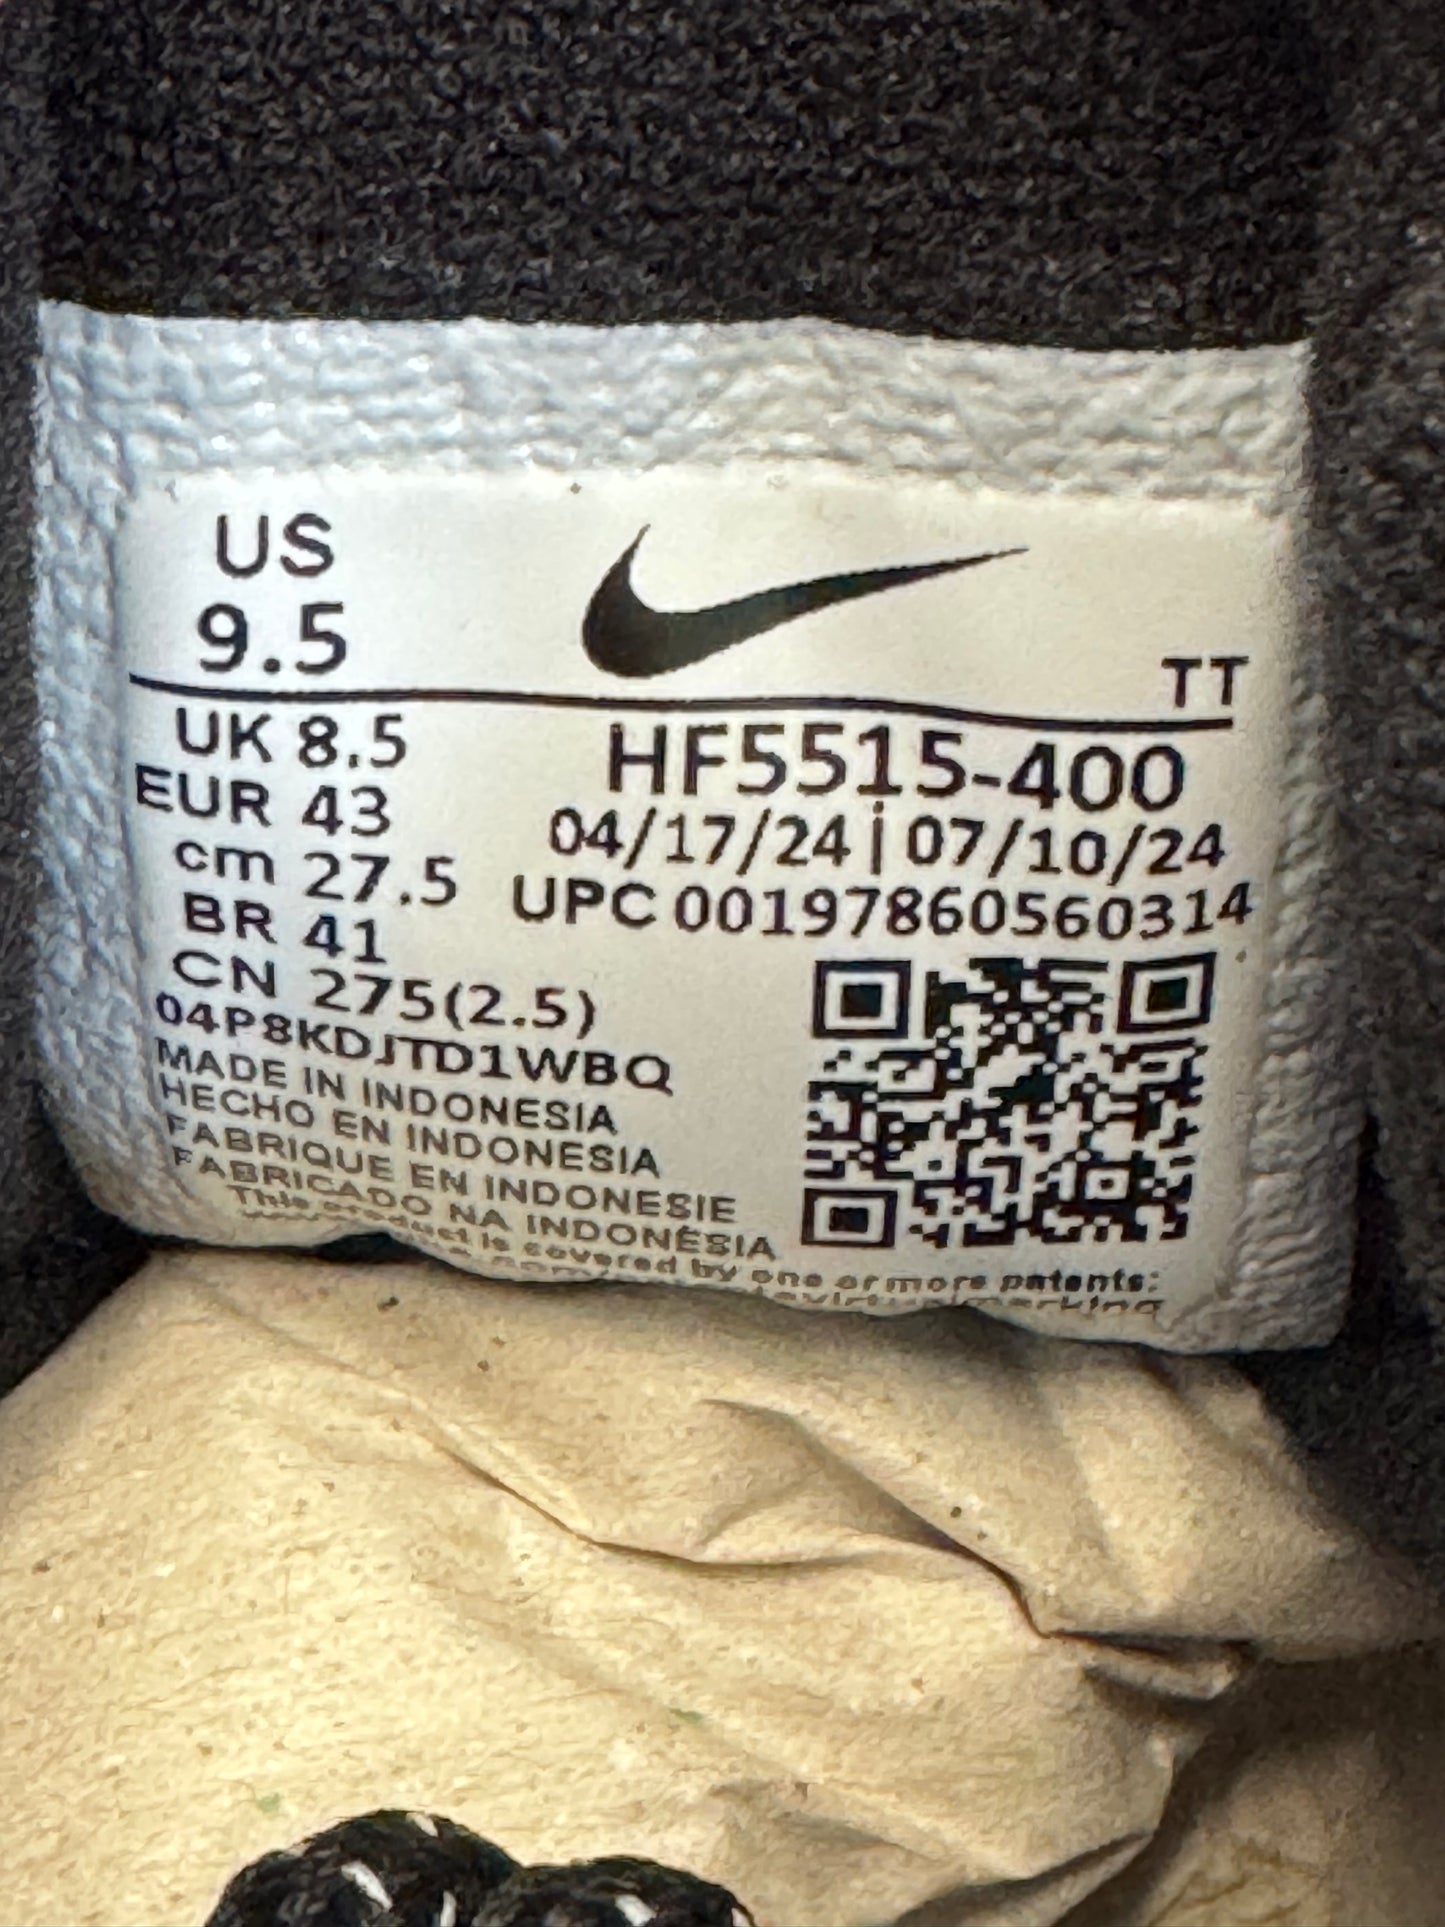 US
9.5
TT
UK 8.5
EUR 43
cm 27.5
BR 41
CN 275(2.5)
HF5515-400
04/17/24 | 07/10/24
UPC 00197860560314
04P8KDJTD1WBQ
MADE IN INDONESIA
HECHO EN INDONESIA
FABRIQUE EN INDONESIE
FABRICADO NA INDONÉSIA
This product is covered by one or more patents: